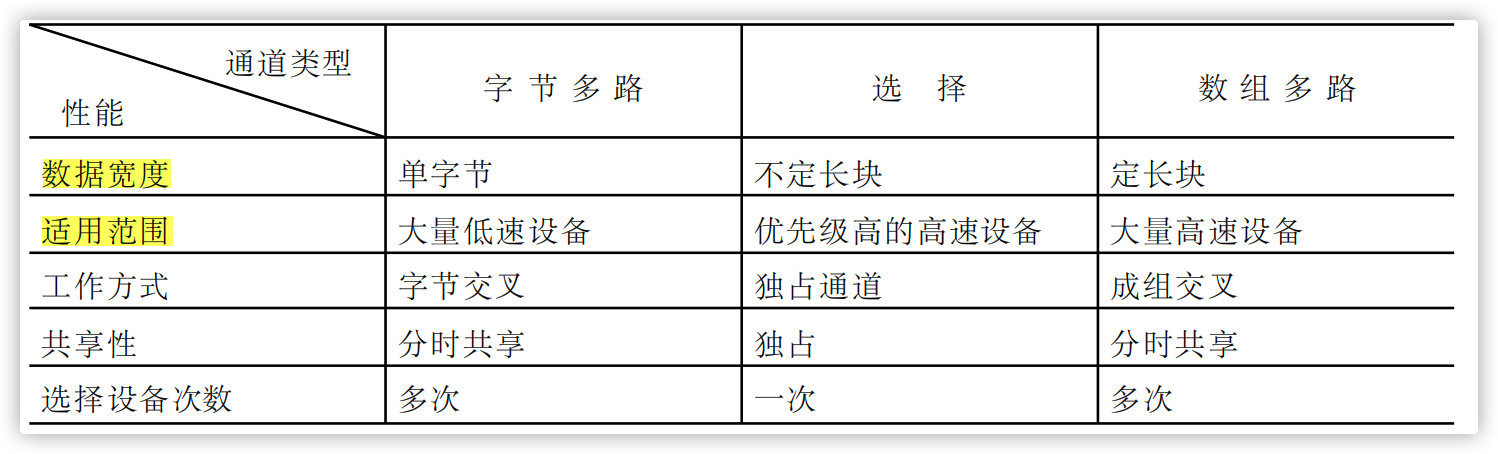 通道类型
性能
字节多路 选择 数组多路
数据宽度 单字节 不定长块 定长块
适用范围 大量低速设备 优先级高的高速设备 大量高速设备
工作方式 字节交叉 独占通道 成组交叉
共享性 分时共享 独占 分时共享
选择设备次数 多次 一次 多次